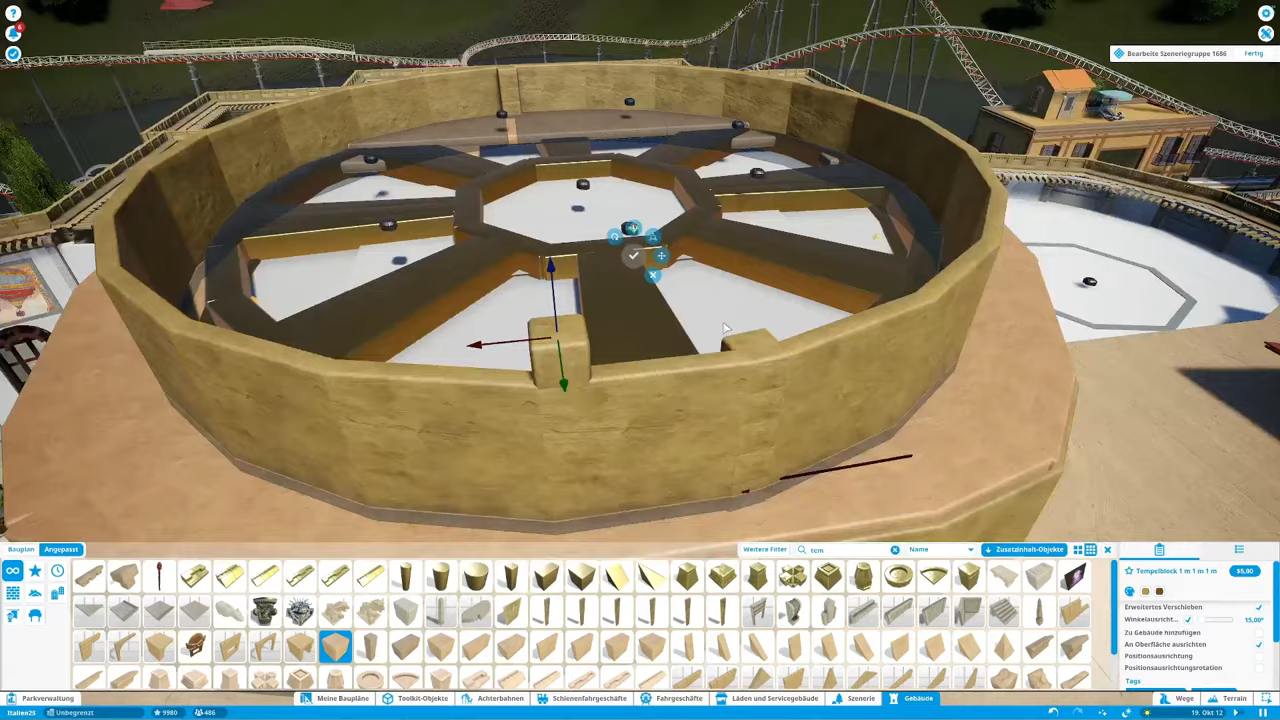 ?
6
Bearbeite Szeneriegruppe 1686 Fertig
Bauplan Angepasst Weitere Filter tem Name Zusatzinhalt-Objekte
Tempelblock 1 m 1 m 1 m $5,00
Erweitertes Verschieben
Winkelausricht... 15,00°
Zu Gebäude hinzufügen
An Oberfläche ausrichten
Positionsausrichtung
Positionsausrichtungsrotation
Tags
Parkverwaltung Meine Baupläne Toolkit-Objekte Achterbahnen Schienenfahrgeschäfte Fahrgeschäfte Läden und Servicegebäude Szenerie Gebäude Wege Terrain
Italien25 Unbegrenzt 9980 486 19. Okt 12